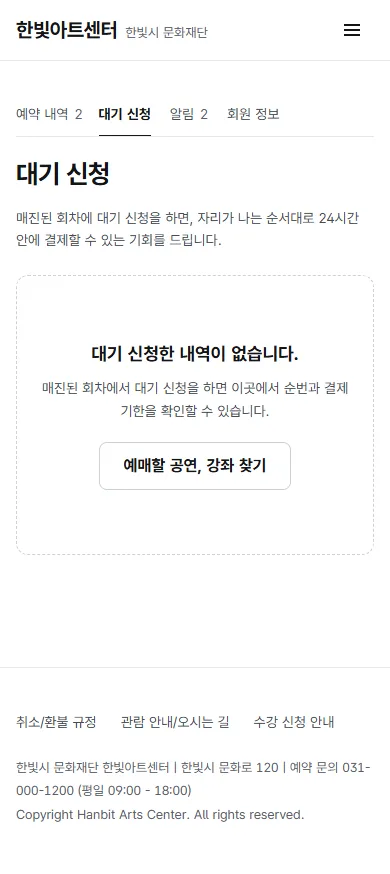 한빛아트센터 한빛시 문화재단
예약 내역 2 대기 신청 알림 2 회원 정보
대기 신청
매진된 회차에 대기 신청을 하면, 자리가 나는 순서대로 24시간
안에 결제할 수 있는 기회를 드립니다.
대기 신청한 내역이 없습니다.
매진된 회차에서 대기 신청을 하면 이곳에서 순번과 결제
기한을 확인할 수 있습니다.
예매할 공연, 강좌 찾기
취소/환불 규정 관람 안내/오시는 길 수강 신청 안내
한빛시 문화재단 한빛아트센터 | 한빛시 문화로 120 | 예약 문의 031-
000-1200 (평일 09:00 - 18:00)
Copyright Hanbit Arts Center. All rights reserved.